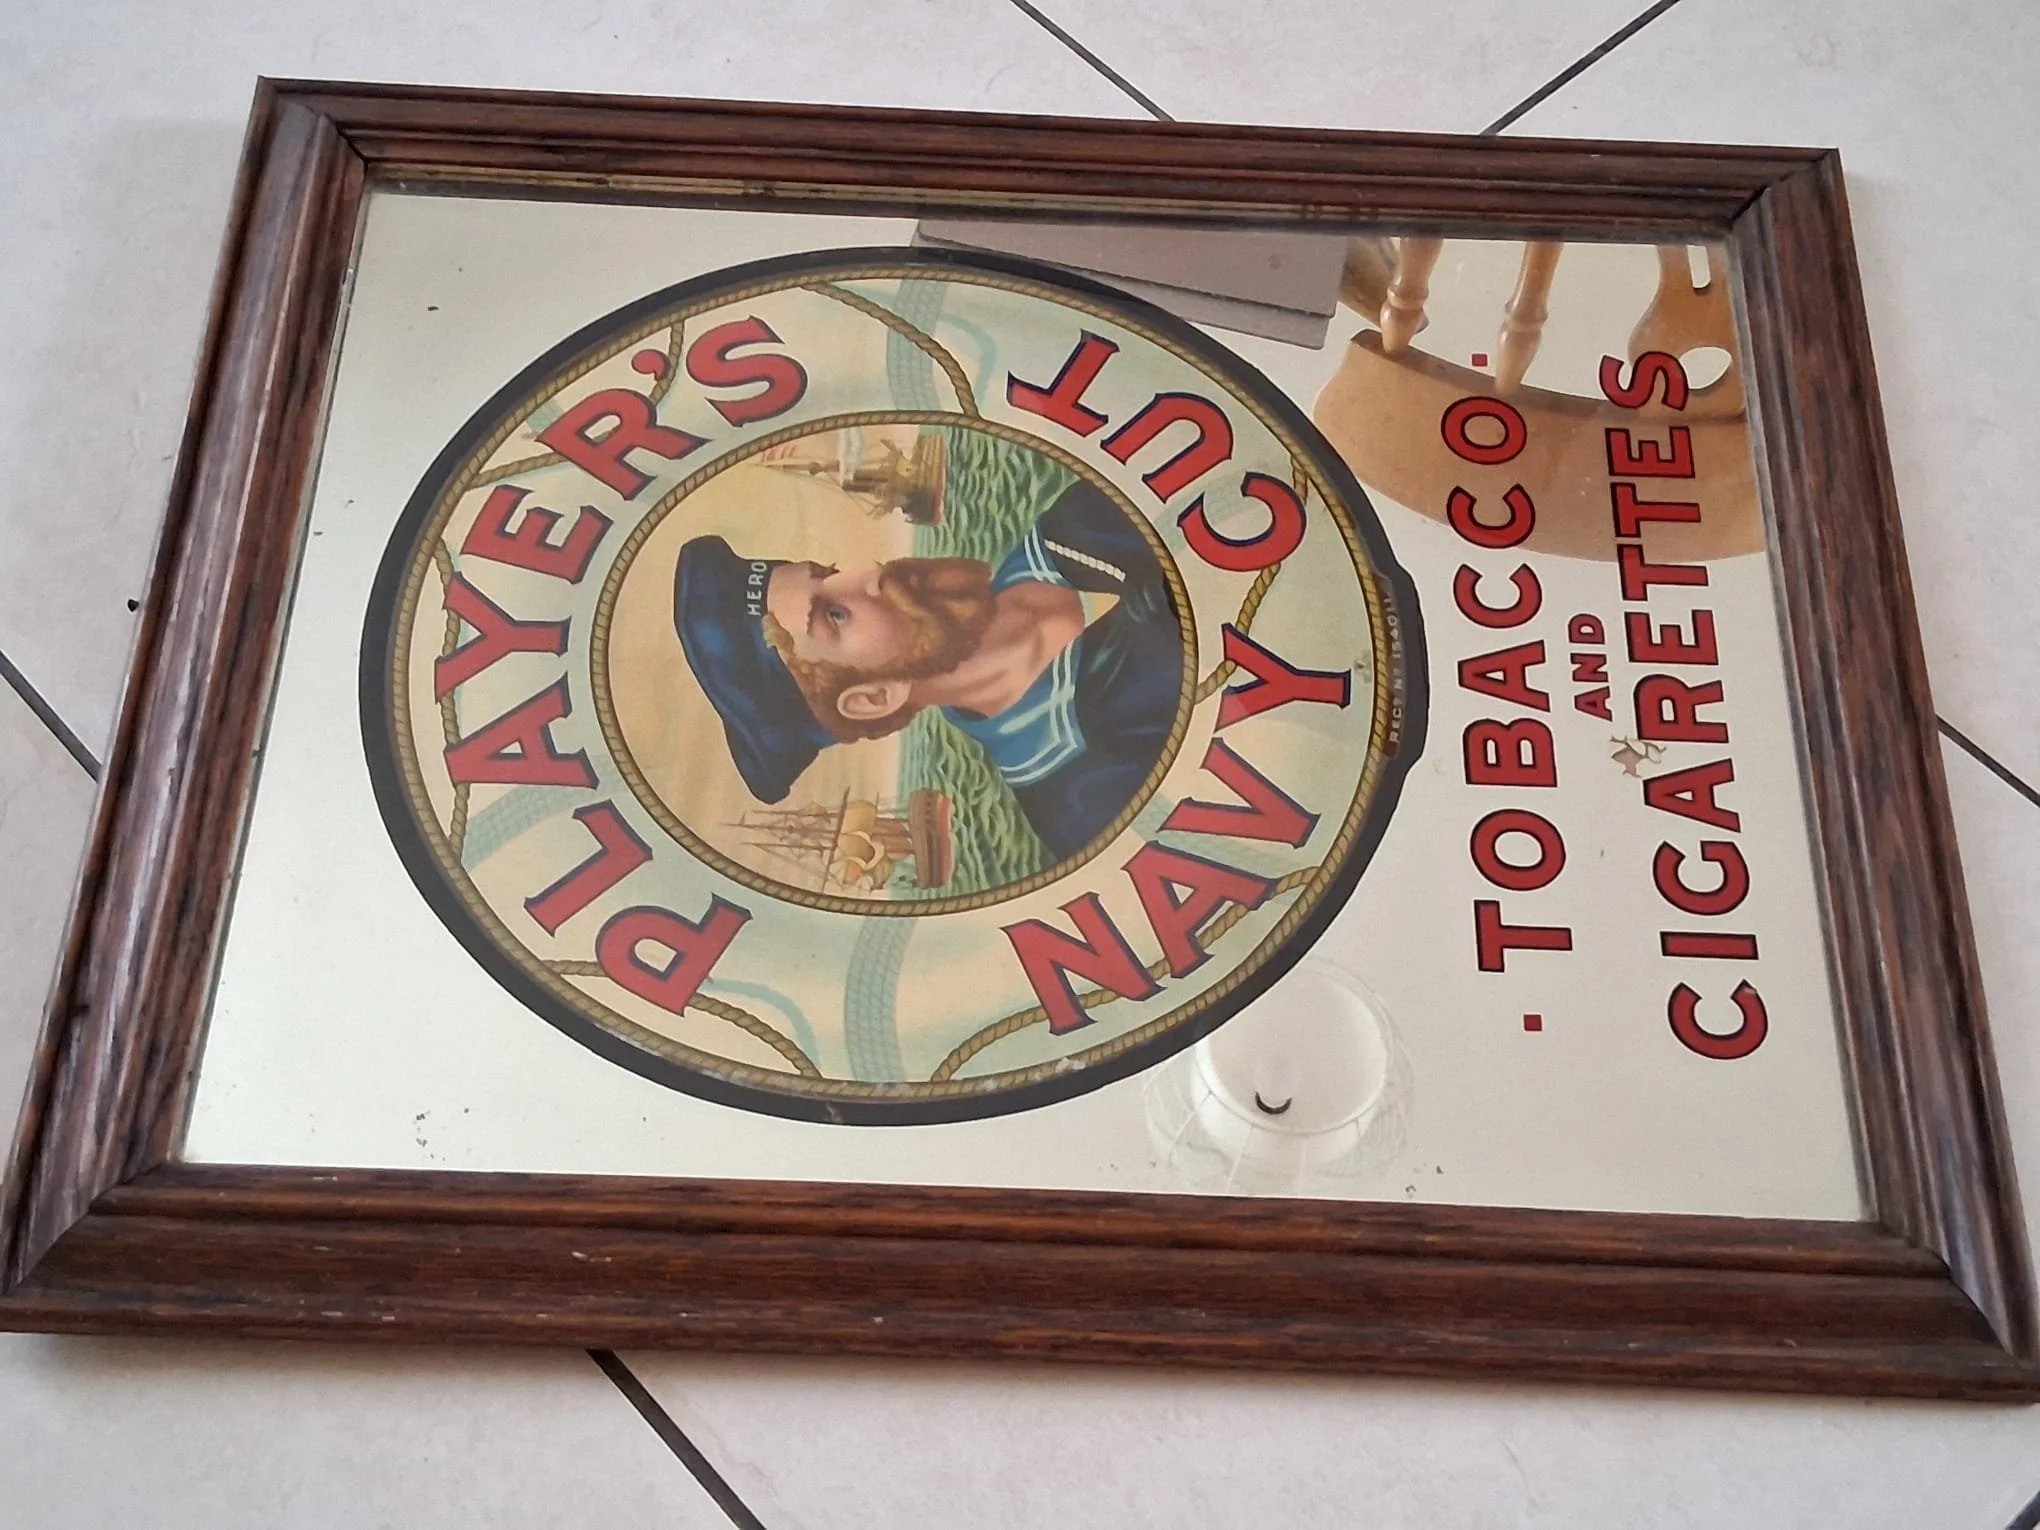 PLAYER'S
HERO
NAVY CUT
· TOBACCO ·
AND
CIGARETTES